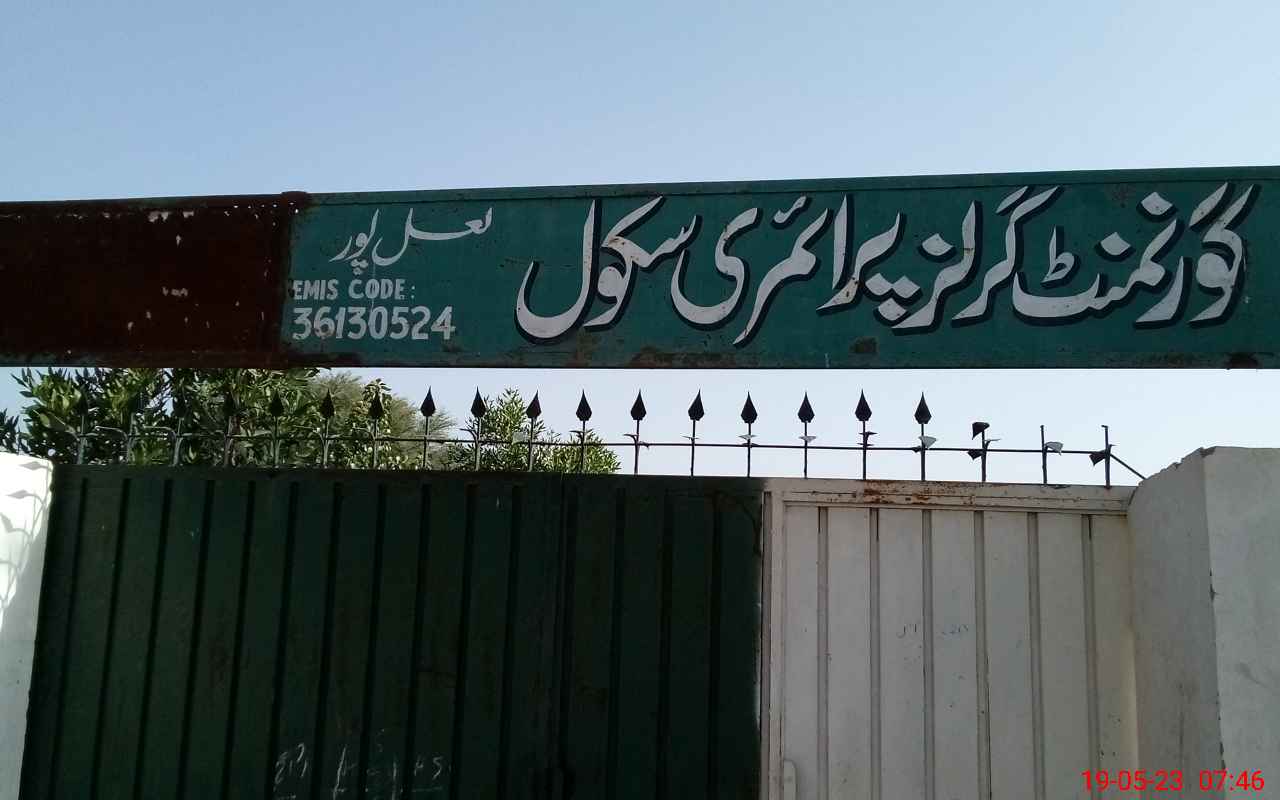 گورنمنٹ گرلز پرائمری سکول
لعل پور
EMIS CODE:
36130524
19-05-23 07:46